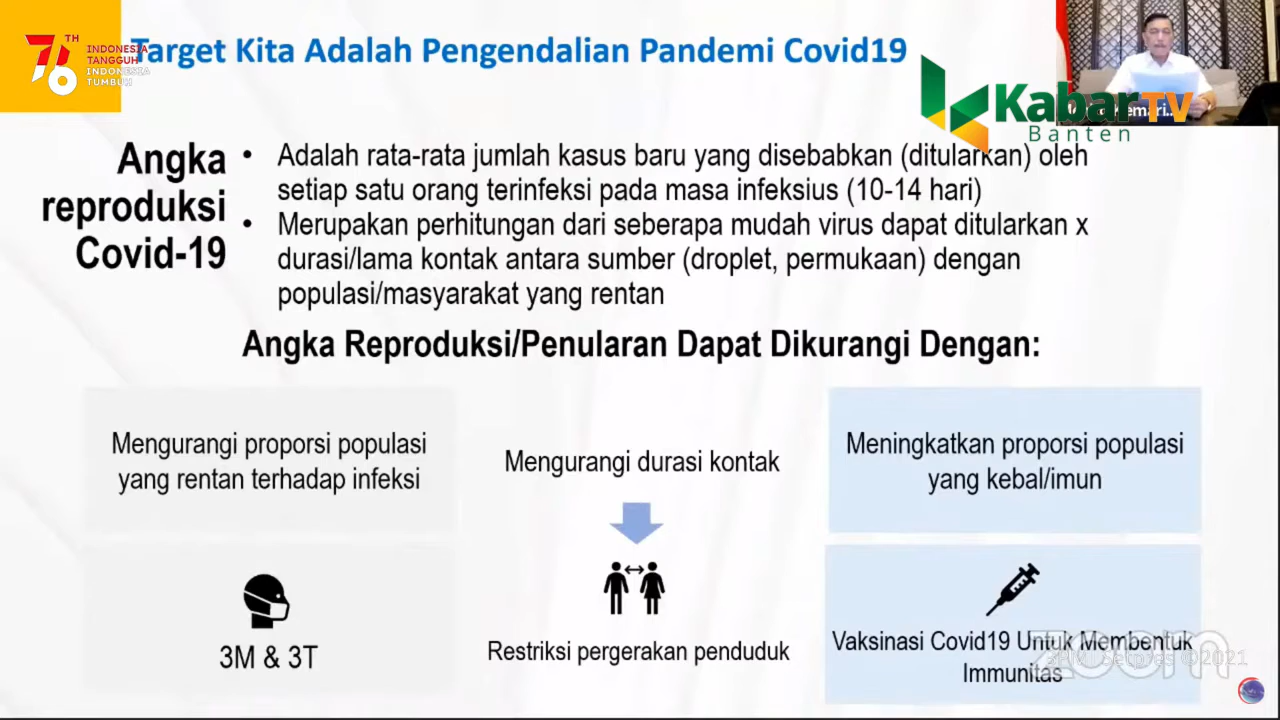 76TH
INDONESIA
TANGGUH
INDONESIA
TUMBUH
Target Kita Adalah Pengendalian Pandemi Covid19
KabarTV
Banten
Angka
reproduksi
Covid-19
• Adalah rata-rata jumlah kasus baru yang disebabkan (ditularkan) oleh
setiap satu orang terinfeksi pada masa infeksius (10-14 hari)
• Merupakan perhitungan dari seberapa mudah virus dapat ditularkan x
durasi/lama kontak antara sumber (droplet, permukaan) dengan
populasi/masyarakat yang rentan
Angka Reproduksi/Penularan Dapat Dikurangi Dengan:
Mengurangi proporsi populasi
yang rentan terhadap infeksi
Mengurangi durasi kontak
Meningkatkan proporsi populasi
yang kebal/imun
3M & 3T
Restriksi pergerakan penduduk
Vaksinasi Covid19 Untuk Membentuk
Immunitas
zoom
Setpres ©2021